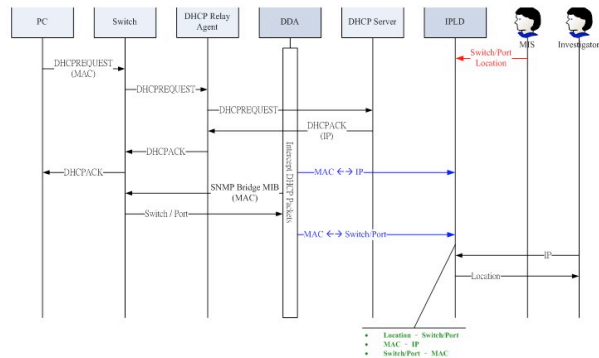 PC
Switch
DHCP Relay
Agent
DDA
DHCP Server
IPLD
MIS
Investigator
Switch/Port
Location
DHCPREQUEST
(MAC)
DHCPREQUEST
DHCPREQUEST
DHCPACK
(IP)
DHCPACK
DHCPACK
Intercept DHCP Packets
MAC ←→ IP
SNMP Bridge MIB
(MAC)
Switch / Port
MAC ←→ Switch/Port
IP
Location
• Location – Switch/Port
• MAC – IP
• Switch/Port – MAC